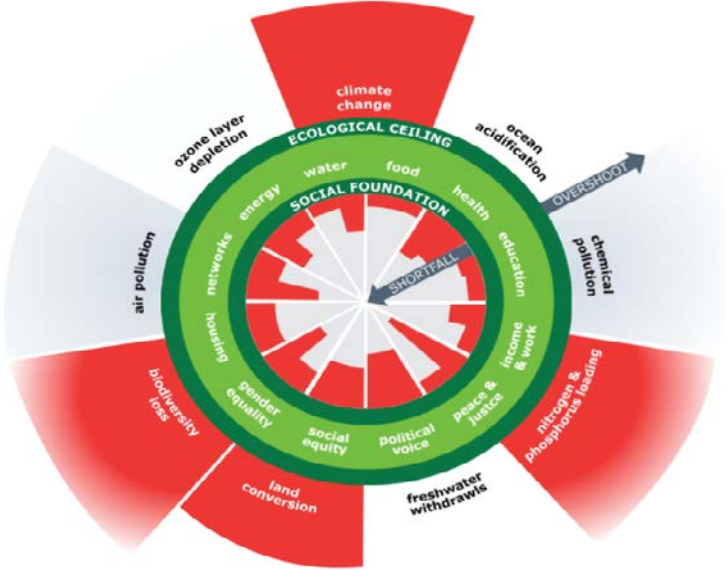 climate
change
ECOLOGICAL CEILING
ozone layer
depletion
ocean
acidification
water
food
energy
health
SOCIAL FOUNDATION
OVERSHOOT
SHORTFALL
networks
education
air pollution
chemical
pollution
housing
income
& work
biodiversity
loss
gender
equality
peace &
justice
nitrogen &
phosphorus loading
social
equity
political
voice
land
conversion
freshwater
withdrawls